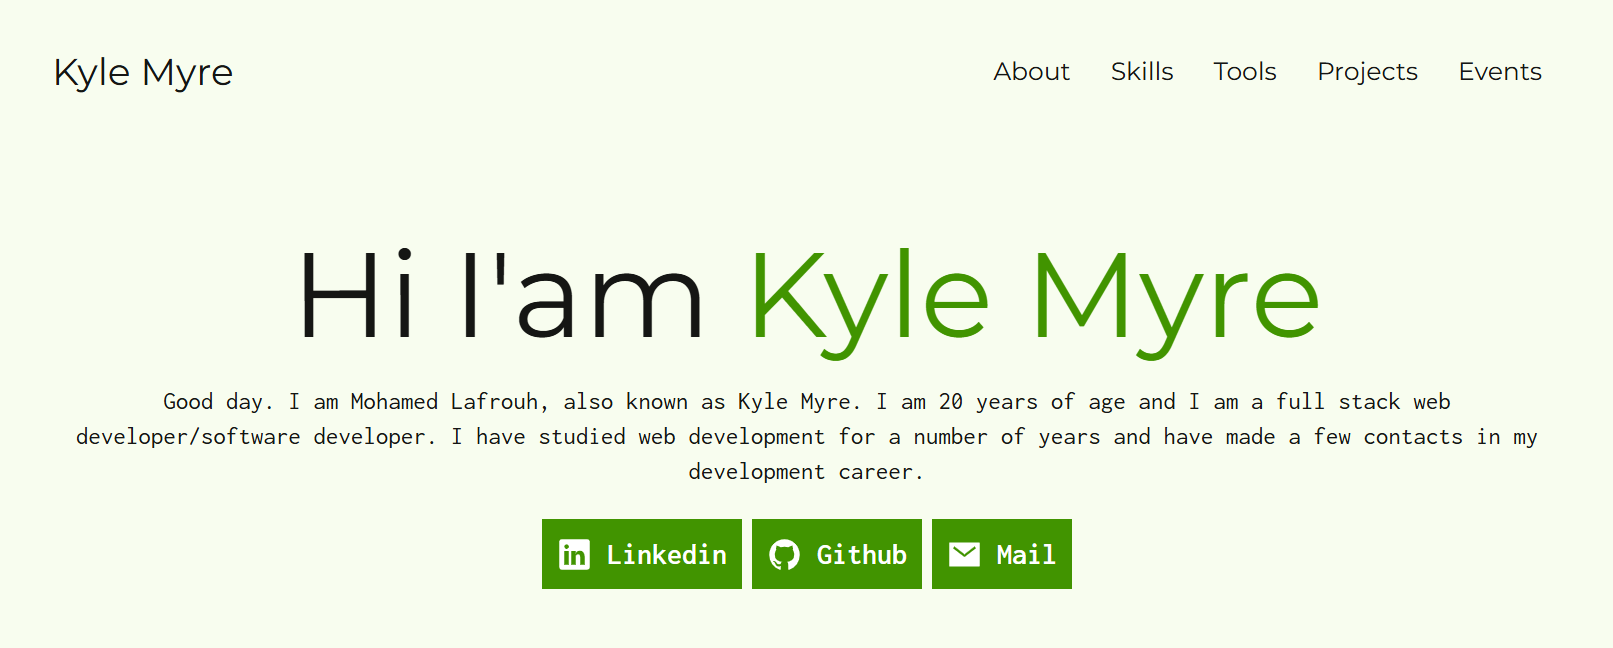 Kyle Myre
About Skills Tools Projects Events
Hi I'am Kyle Myre
Good day. I am Mohamed Lafrouh, also known as Kyle Myre. I am 20 years of age and I am a full stack web
developer/software developer. I have studied web development for a number of years and have made a few contacts in my
development career.
Linkedin Github Mail